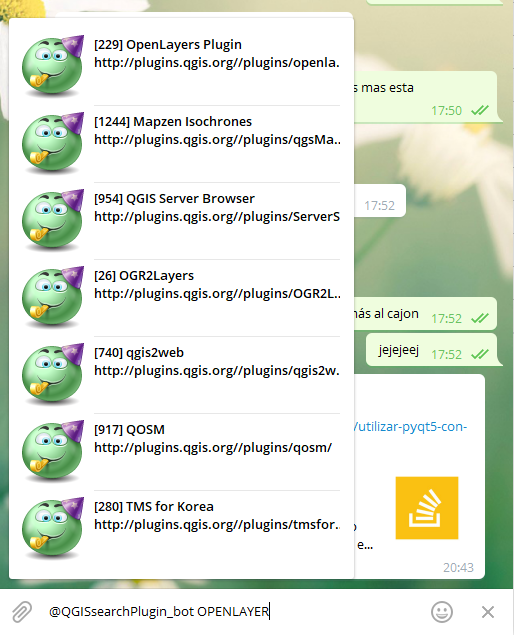 [229] OpenLayers Plugin
http://plugins.qgis.org//plugins/openla.
[1244] Mapzen Isochrones
http://plugins.qgis.org//plugins/qgsMa..
[954] QGIS Server Browser
http://plugins.qgis.org//plugins/ServerS
[26] OGR2Layers
http://plugins.qgis.org//plugins/OGR2L..
[740] qgis2web
http://plugins.qgis.org//plugins/qgis2w.
[917] QOSM
http://plugins.qgis.org//plugins/qosm/
[280] TMS for Korea
http://plugins.qgis.org//plugins/tmsfor.
s mas esta
17:50
17:52
más al cajon
17:52
jejejeej
17:52
/utilizar-pyqt5-con-
e...
20:43
@QGISsearchPlugin_bot OPENLAYER